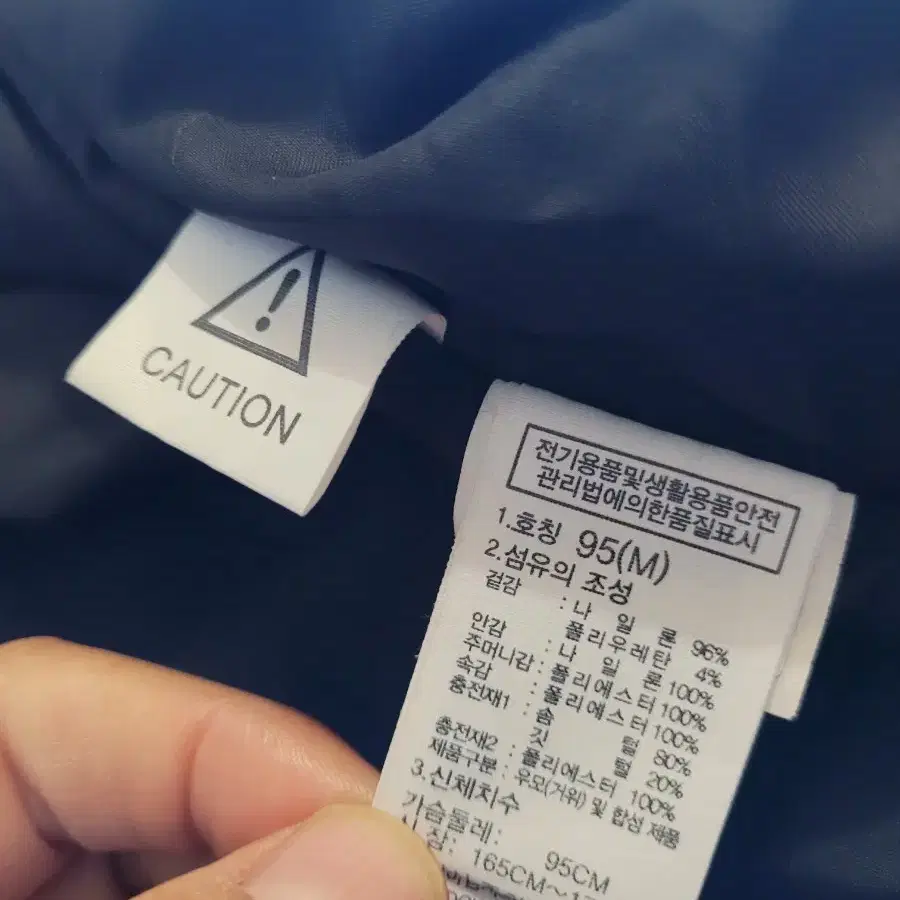 CAUTION
전기용품및생활용품안전
관리법에의한품질표시
1.호칭 95(M)
2.섬유의 조성
겉감 : 나 일 론 96%
폴리우레탄 4%
안감 : 나 일 론 100%
주머니감 : 폴리에스터 100%
속감 : 폴리에스터 100%
충전재1 : 솜 털 80%
깃 털 20%
충전재2 : 폴리에스터 100%
제품구분 : 우모(거위) 및 합성 제품
3.신체치수
가슴둘레: 95CM
장: 165CM~17